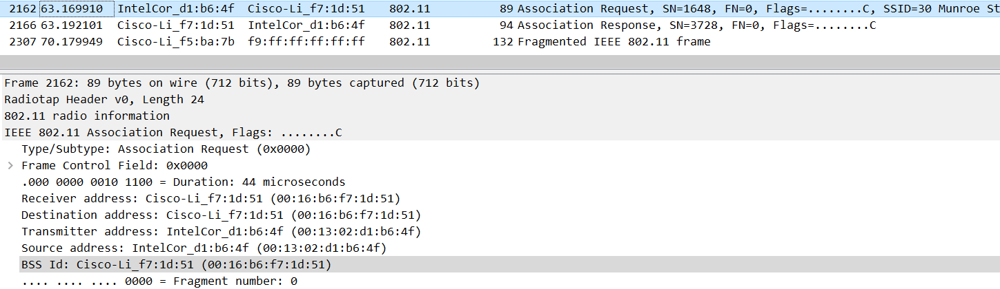 2162 63.169910 IntelCor_d1:b6:4f Cisco-Li_f7:1d:51 802.11 89 Association Request, SN=1648, FN=0, Flags=........C, SSID=30 Munroe St
2166 63.192101 Cisco-Li_f7:1d:51 IntelCor_d1:b6:4f 802.11 94 Association Response, SN=3728, FN=0, Flags=........C
2307 70.179949 Cisco-Li_f5:ba:7b f9:ff:ff:ff:ff:ff 802.11 132 Fragmented IEEE 802.11 frame
Frame 2162: 89 bytes on wire (712 bits), 89 bytes captured (712 bits)
Radiotap Header v0, Length 24
802.11 radio information
IEEE 802.11 Association Request, Flags: ........C
Type/Subtype: Association Request (0x0000)
Frame Control Field: 0x0000
.000 0000 0010 1100 = Duration: 44 microseconds
Receiver address: Cisco-Li_f7:1d:51 (00:16:b6:f7:1d:51)
Destination address: Cisco-Li_f7:1d:51 (00:16:b6:f7:1d:51)
Transmitter address: IntelCor_d1:b6:4f (00:13:02:d1:b6:4f)
Source address: IntelCor_d1:b6:4f (00:13:02:d1:b6:4f)
BSS Id: Cisco-Li_f7:1d:51 (00:16:b6:f7:1d:51)
.... .... .... 0000 = Fragment number: 0